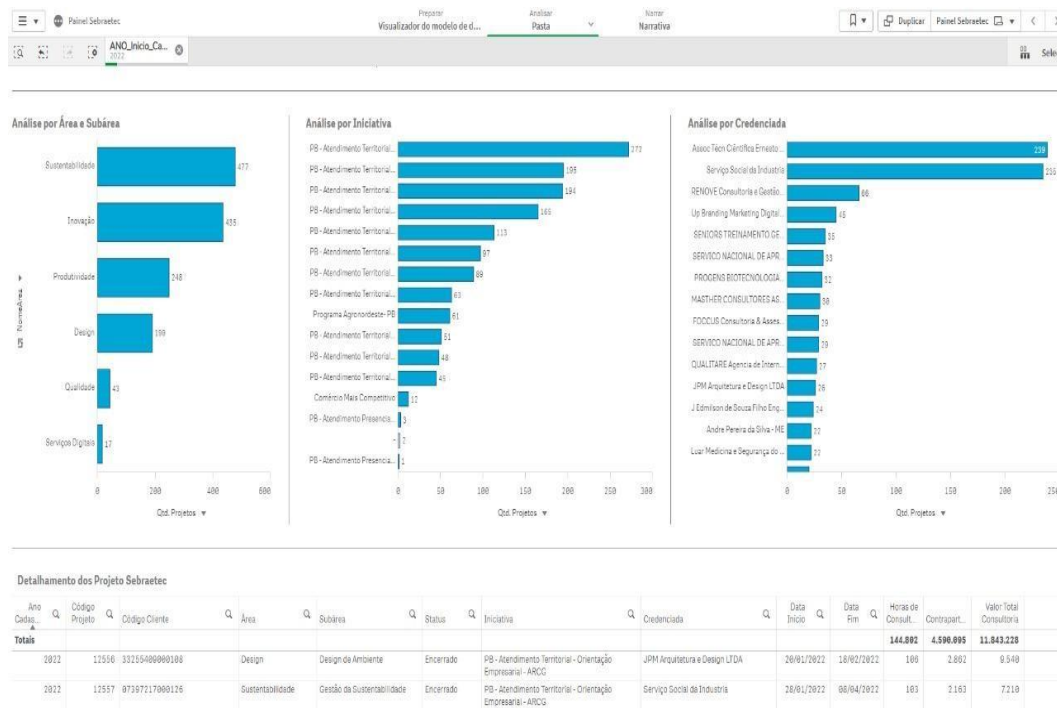 Painel Sebraetec
Preparar
Visualizador do modelo de d...
Analisar
Pasta
Narrar
Narrativa
Duplicar
Painel Sebraetec
ANO_Inicio_Ca...
2022
Sele
Análise por Área e Subárea
NomeArea
Sustentabilidade
477
Inovação
435
Produtividade
248
Design
190
Qualidade
43
Serviços Digitais
17
0 200 400 600
Qtd. Projetos
Análise por Iniciativa
PB - Atendimento Territorial...
PB - Atendimento Territorial...
195
PB - Atendimento Territorial...
194
PB - Atendimento Territorial...
165
PB - Atendimento Territorial...
113
PB - Atendimento Territorial...
97
PB - Atendimento Territorial...
89
PB - Atendimento Territorial...
63
Programa Agronordeste- PB
61
PB - Atendimento Territorial...
51
PB - Atendimento Territorial...
48
PB - Atendimento Territorial...
45
Comércio Mais Competitivo
12
PB - Atendimento Presencia...
3
-
2
PB - Atendimento Presencia...
1
0 50 100 150 200 250 300
Qtd. Projetos
Análise por Credenciada
Assoc Técn Científica Ernesto...
239
Serviço Social da Industria
235
RENOVE Consultoria e Gestão...
66
Up Branding Marketing Digital...
45
SENIORS TREINAMENTO GE...
35
SERVICO NACIONAL DE APR...
33
PROGENS BIOTECNOLOGIA...
32
MASTHER CONSULTORES AS...
30
FOCCUS Consultoria & Asses...
29
SERVICO NACIONAL DE APR...
29
QUALITARE Agencia de Intern...
27
JPM Arquitetura e Design LTDA
26
J Edmilson de Souza Filho Eng...
24
Andre Pereira da Silva - ME
22
Luar Medicina e Segurança do ...
22
0 50 100 150 200 250
Qtd. Projetos
Detalhamento dos Projeto Sebraetec
Ano Cadas... Código Projeto Código Cliente Área Subárea Status Iniciativa Credenciada Data Início Data Fim Horas de Consult... Contrapart... Valor Total Consultoria
Totais 144.802 4.590.095 11.843.228
2022 12556 33255409000108 Design Design de Ambiente Encerrado PB - Atendimento Territorial - Orientação Empresarial - ARCG JPM Arquitetura e Design LTDA 20/01/2022 18/02/2022 106 2.862 9.540
2022 12557 07397217000126 Sustentabilidade Gestão da Sustentabilidade Encerrado PB - Atendimento Territorial - Orientação Empresarial - ARCG Serviço Social da Industria 28/01/2022 08/04/2022 103 2.163 7.210